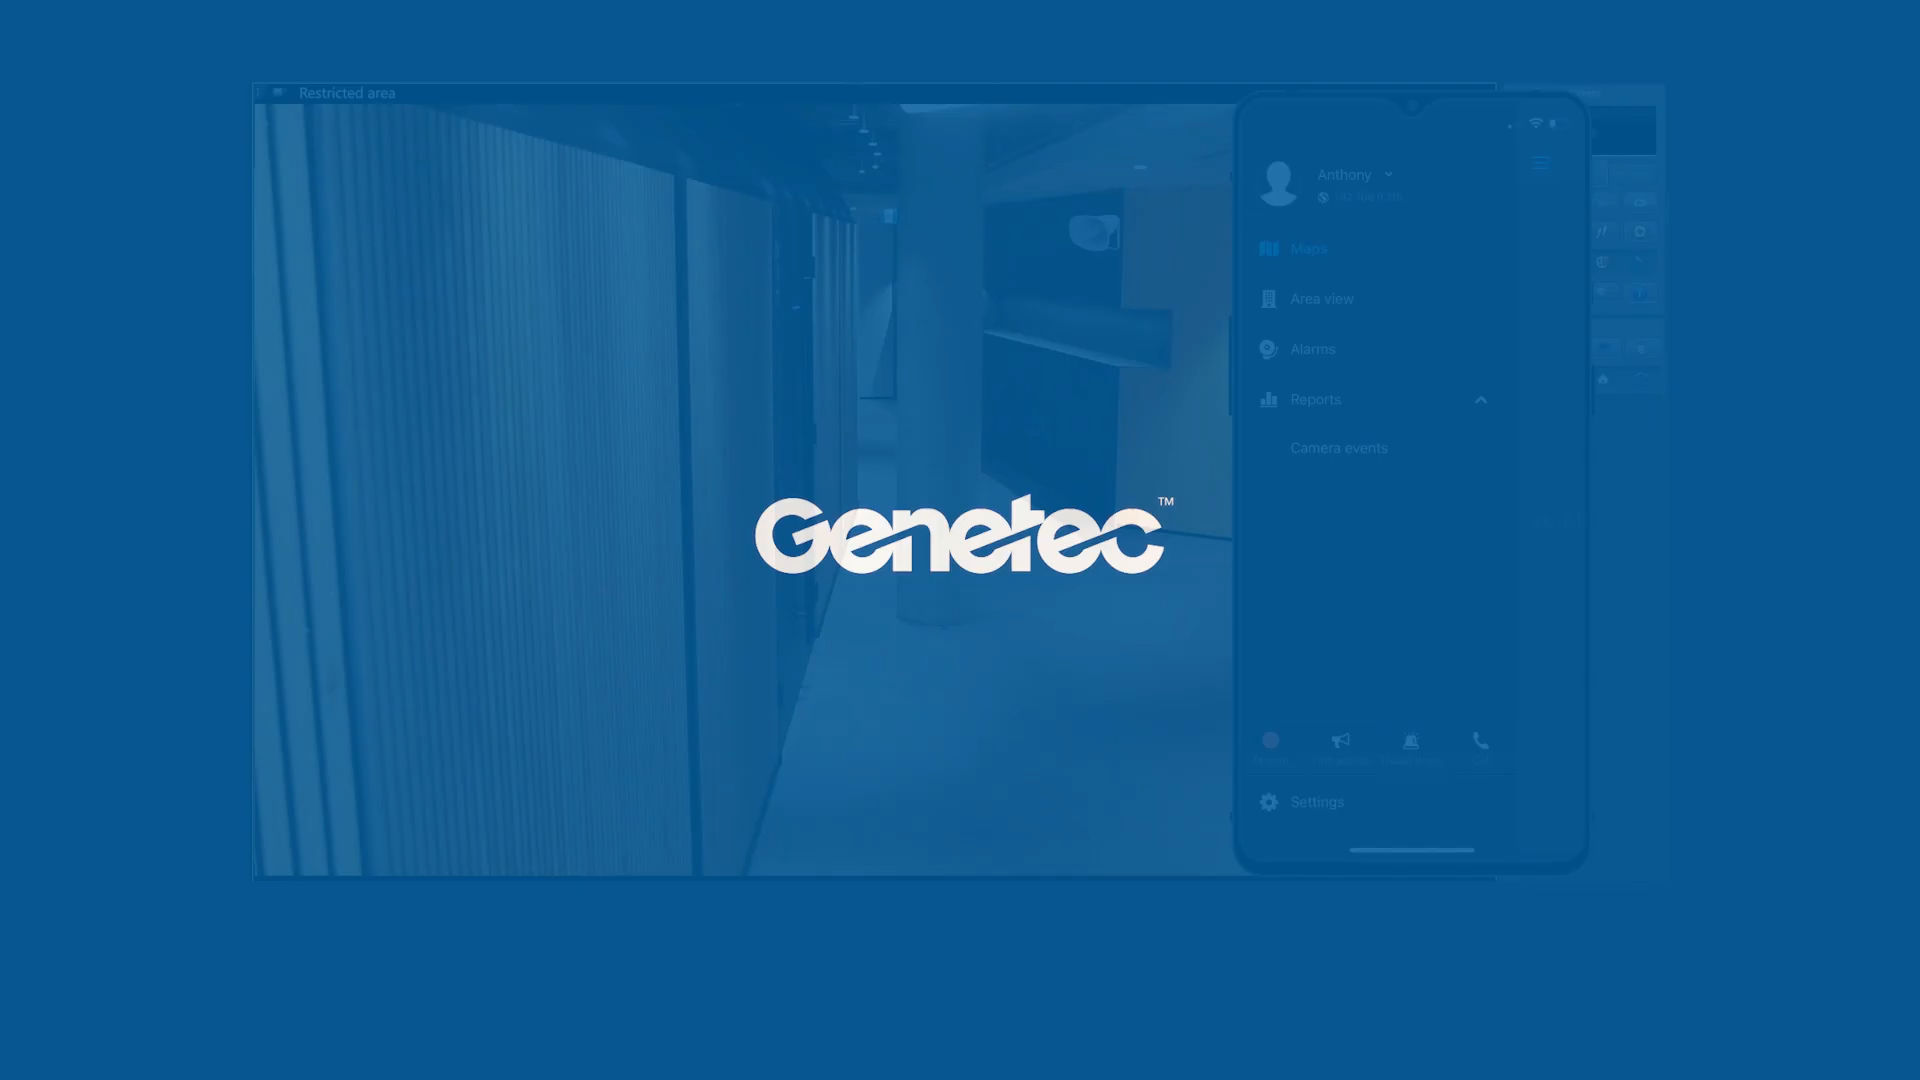 Restricted area
Anthony
Maps
Area view
Alarms
Reports
Camera events
Genetec™
Settings